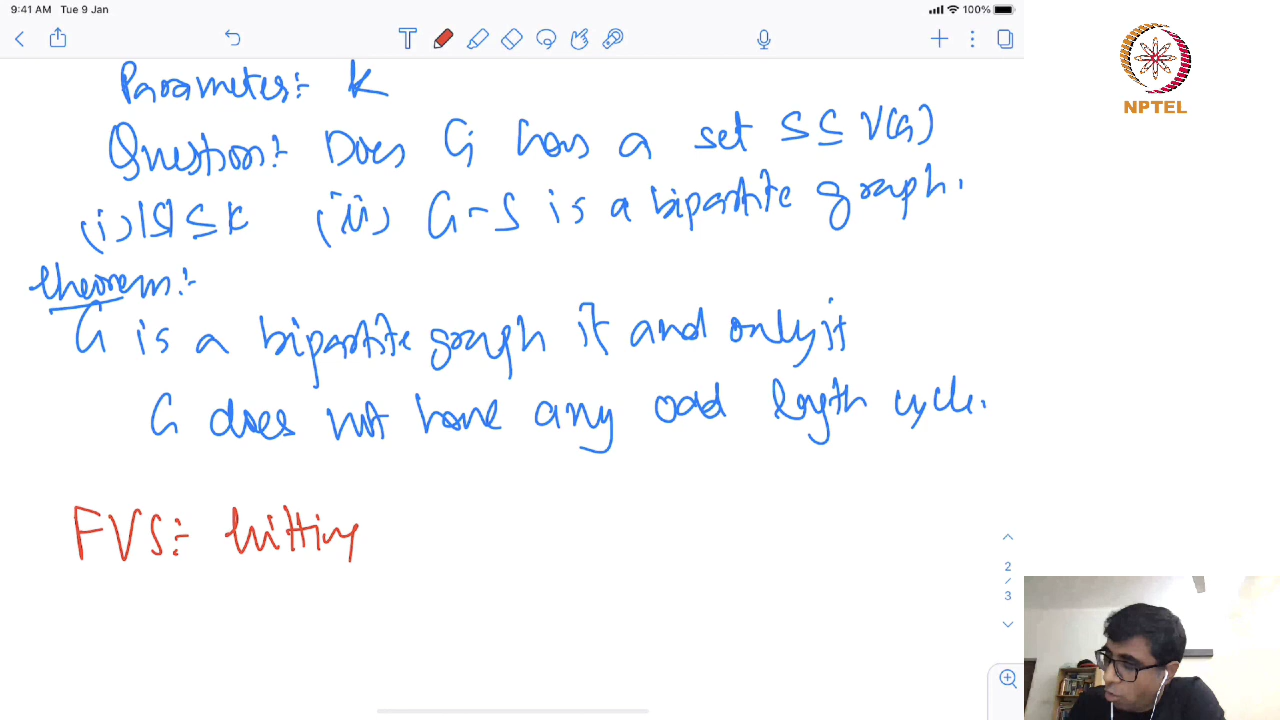 9:41 AM Tue 9 Jan
100%
NPTEL
Parameter:- k
Question:- Does G has a set S ⊆ V(G)
(i) |S| ≤ k (ii) G-S is a bipartite graph.
theorem:-
G is a bipartite graph if and only if
G does not have any odd length cycle.
FVS:- hitting
2
/
3